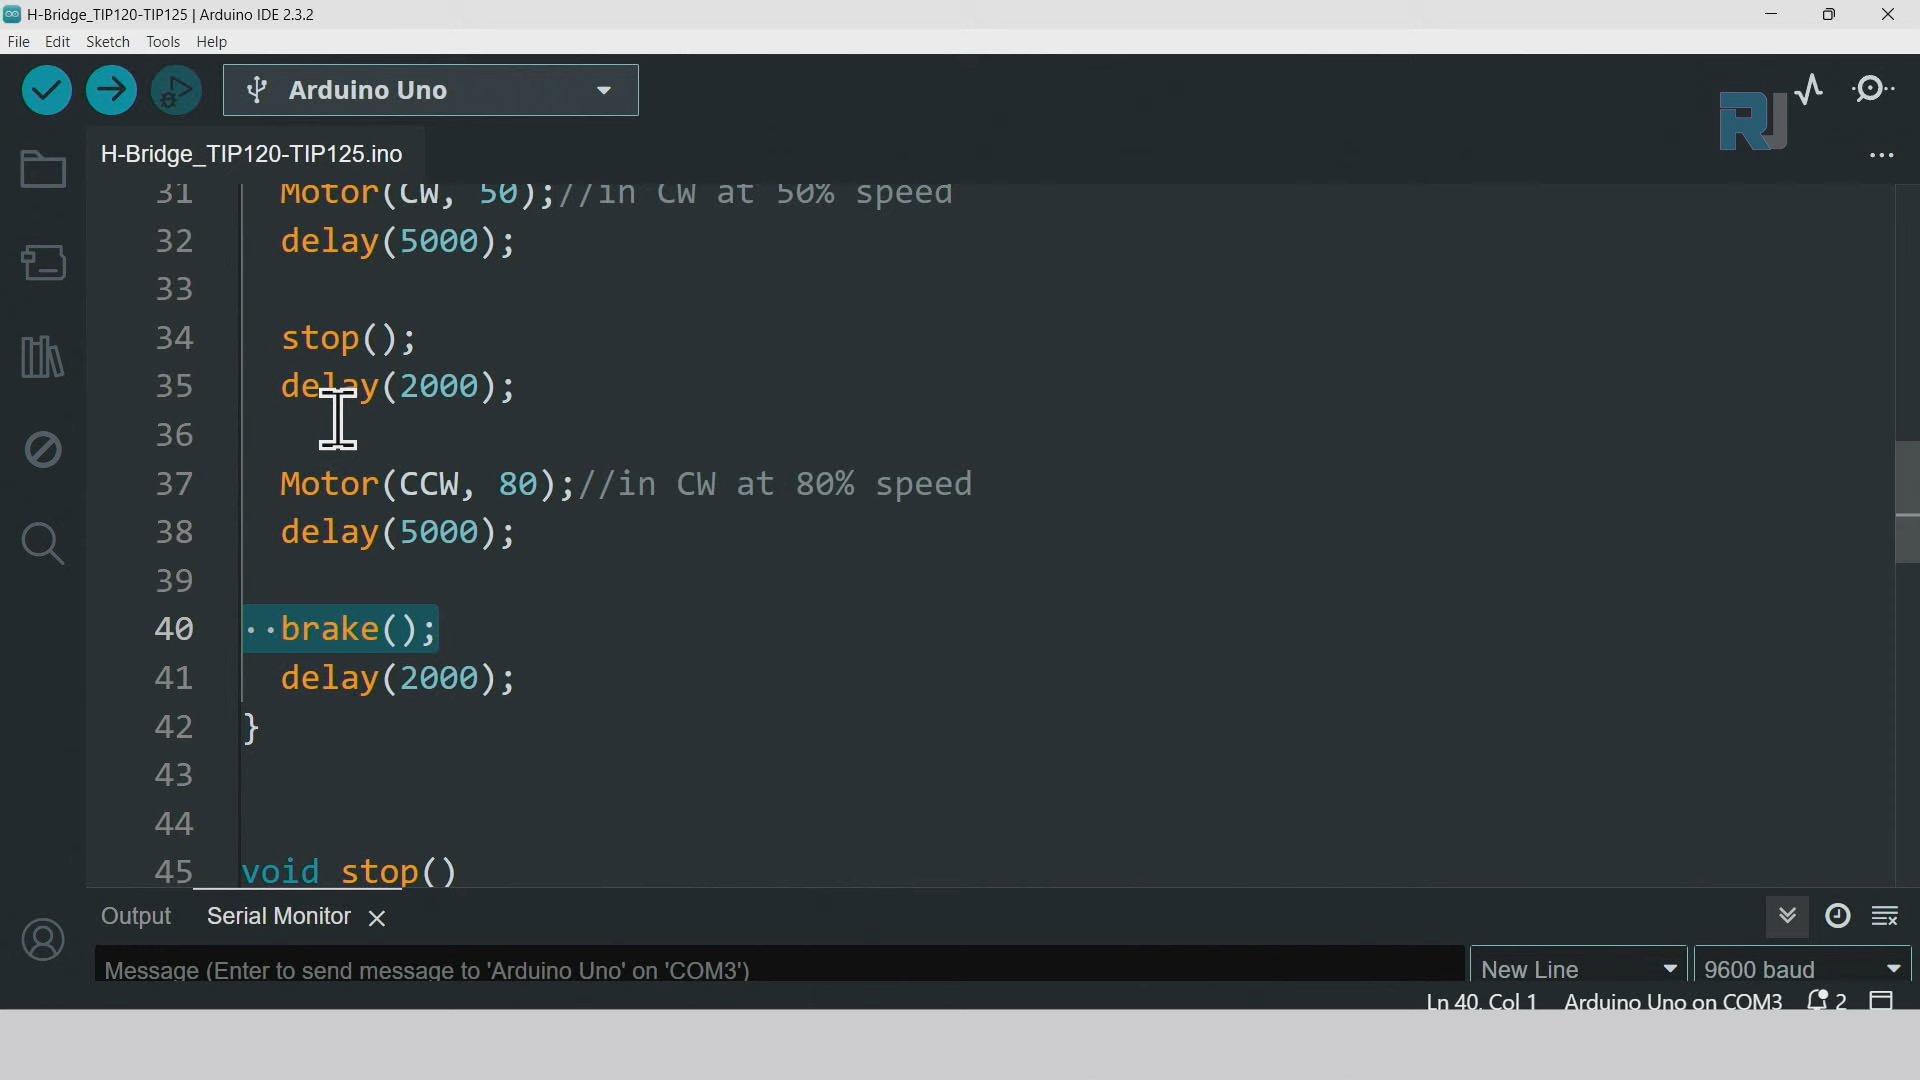 H-Bridge_TIP120-TIP125 | Arduino IDE 2.3.2
File Edit Sketch Tools Help
Arduino Uno
RJ
H-Bridge_TIP120-TIP125.ino
31 Motor(CW, 50);//in CW at 50% speed
32 delay(5000);
33
34 stop();
35 delay(2000);
36
37 Motor(CCW, 80);//in CW at 80% speed
38 delay(5000);
39
40 ··brake();
41 delay(2000);
42 }
43
44
45 void stop()
Output Serial Monitor
Message (Enter to send message to 'Arduino Uno' on 'COM3') New Line 9600 baud
Ln 40, Col 1 Arduino Uno on COM3 2